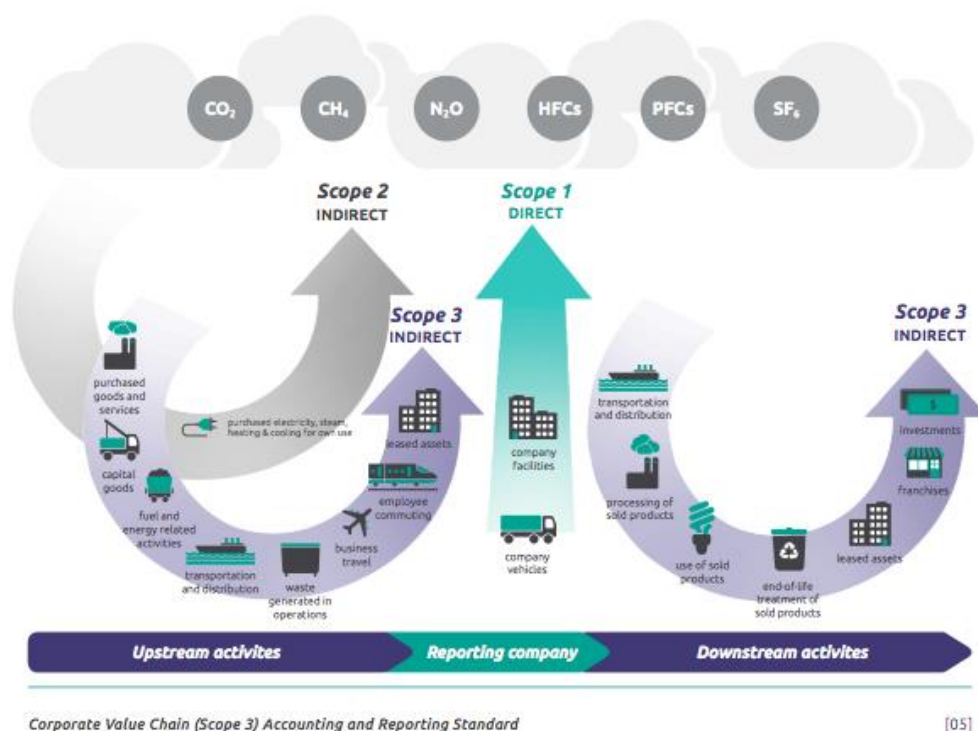 CO₂
CH₄
N₂O
HFCs
PFCs
SF₆
Scope 2
INDIRECT
Scope 1
DIRECT
Scope 3
INDIRECT
Scope 3
INDIRECT
purchased
goods and
services
capital
goods
fuel and
energy related
activities
purchased electricity, steam,
heating & cooling for own use
transportation
and distribution
waste
generated in
operations
business
travel
employee
commuting
leased assets
company
facilities
company
vehicles
transportation
and distribution
processing of
sold products
use of sold
products
end-of-life
treatment of
sold products
leased assets
franchises
$
investments
Upstream activites
Reporting company
Downstream activites
Corporate Value Chain (Scope 3) Accounting and Reporting Standard
[05]